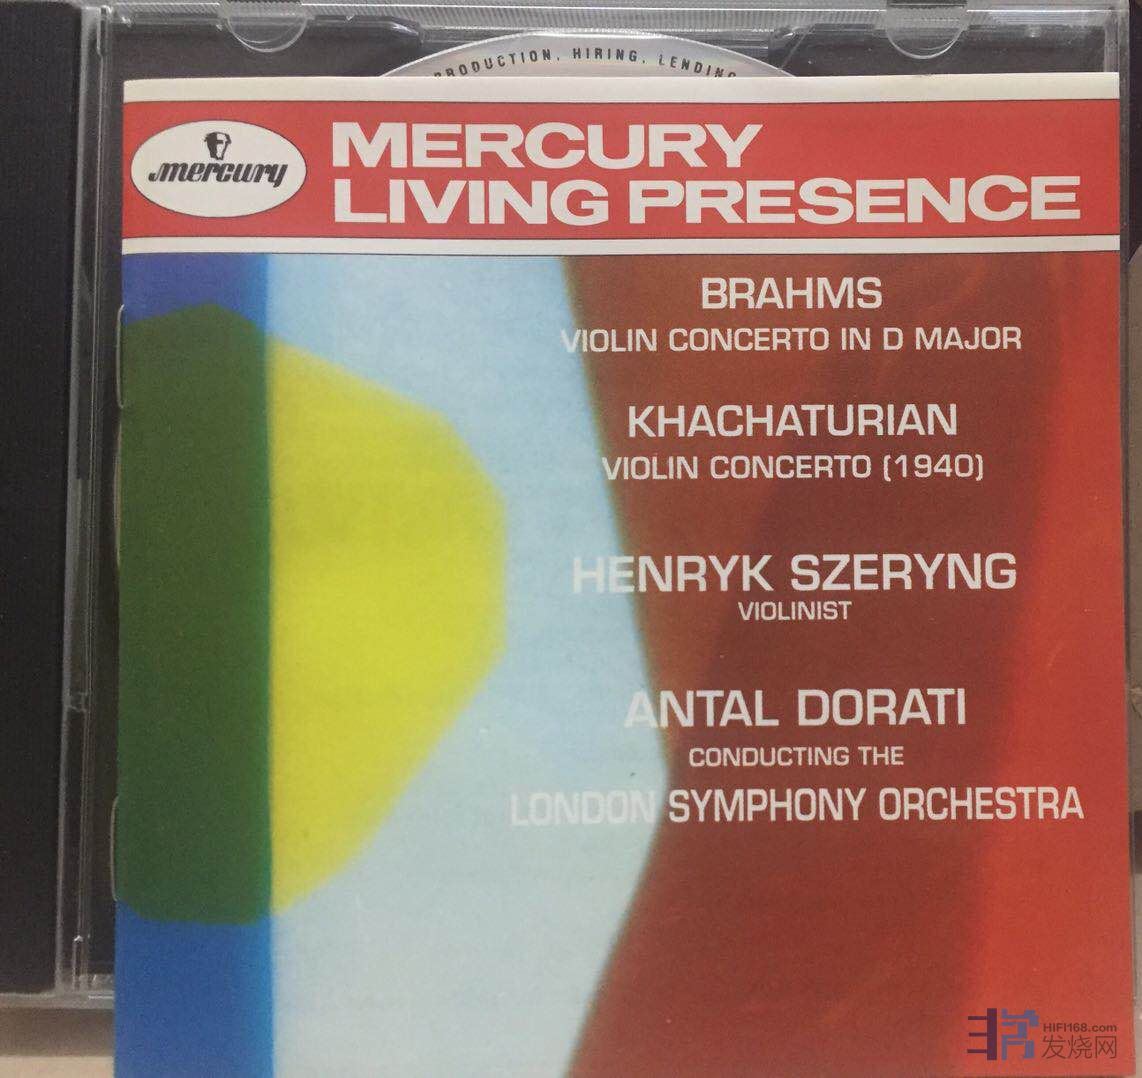 PRODUCTION, HIRING, LENDING
mercury
MERCURY
LIVING PRESENCE
BRAHMS
VIOLIN CONCERTO IN D MAJOR
KHACHATURIAN
VIOLIN CONCERTO (1940)
HENRYK SZERYNG
VIOLINIST
ANTAL DORATI
CONDUCTING THE
LONDON SYMPHONY ORCHESTRA
HIFI168.com
发烧网